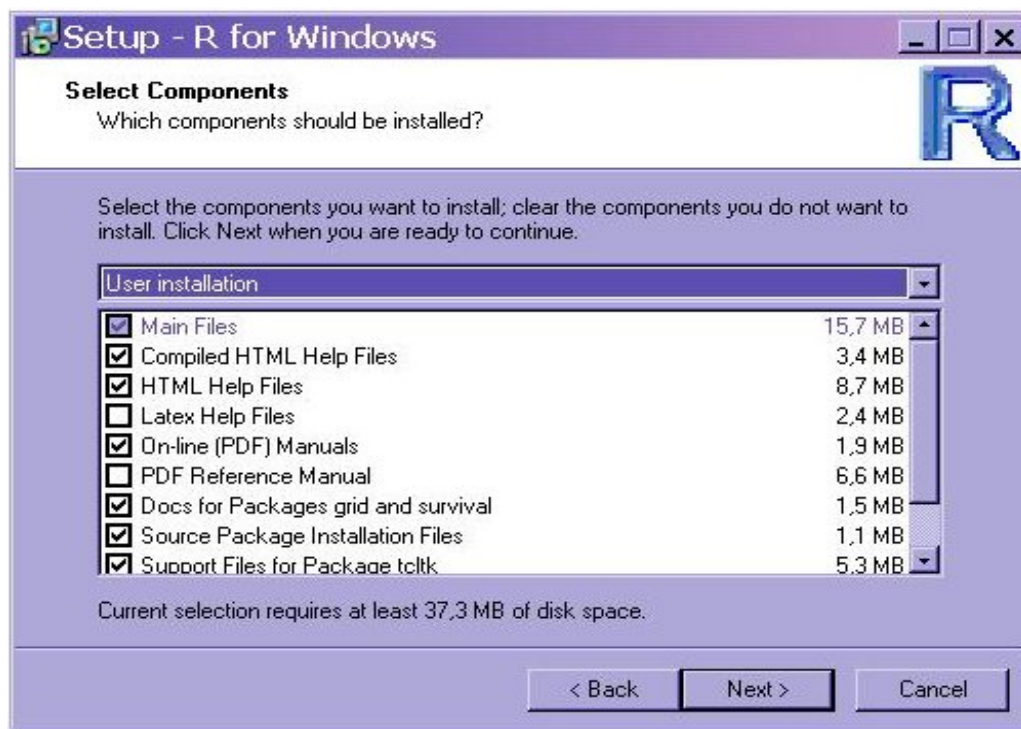 Setup - R for Windows
Select Components
Which components should be installed?
R
Select the components you want to install; clear the components you do not want to
install. Click Next when you are ready to continue.
User installation
Main Files 15,7 MB
Compiled HTML Help Files 3,4 MB
HTML Help Files 8,7 MB
Latex Help Files 2,4 MB
On-line (PDF) Manuals 1,9 MB
PDF Reference Manual 6,6 MB
Docs for Packages grid and survival 1,5 MB
Source Package Installation Files 1,1 MB
Support Files for Package tcltk 5,3 MB
Current selection requires at least 37,3 MB of disk space.
< Back Next > Cancel